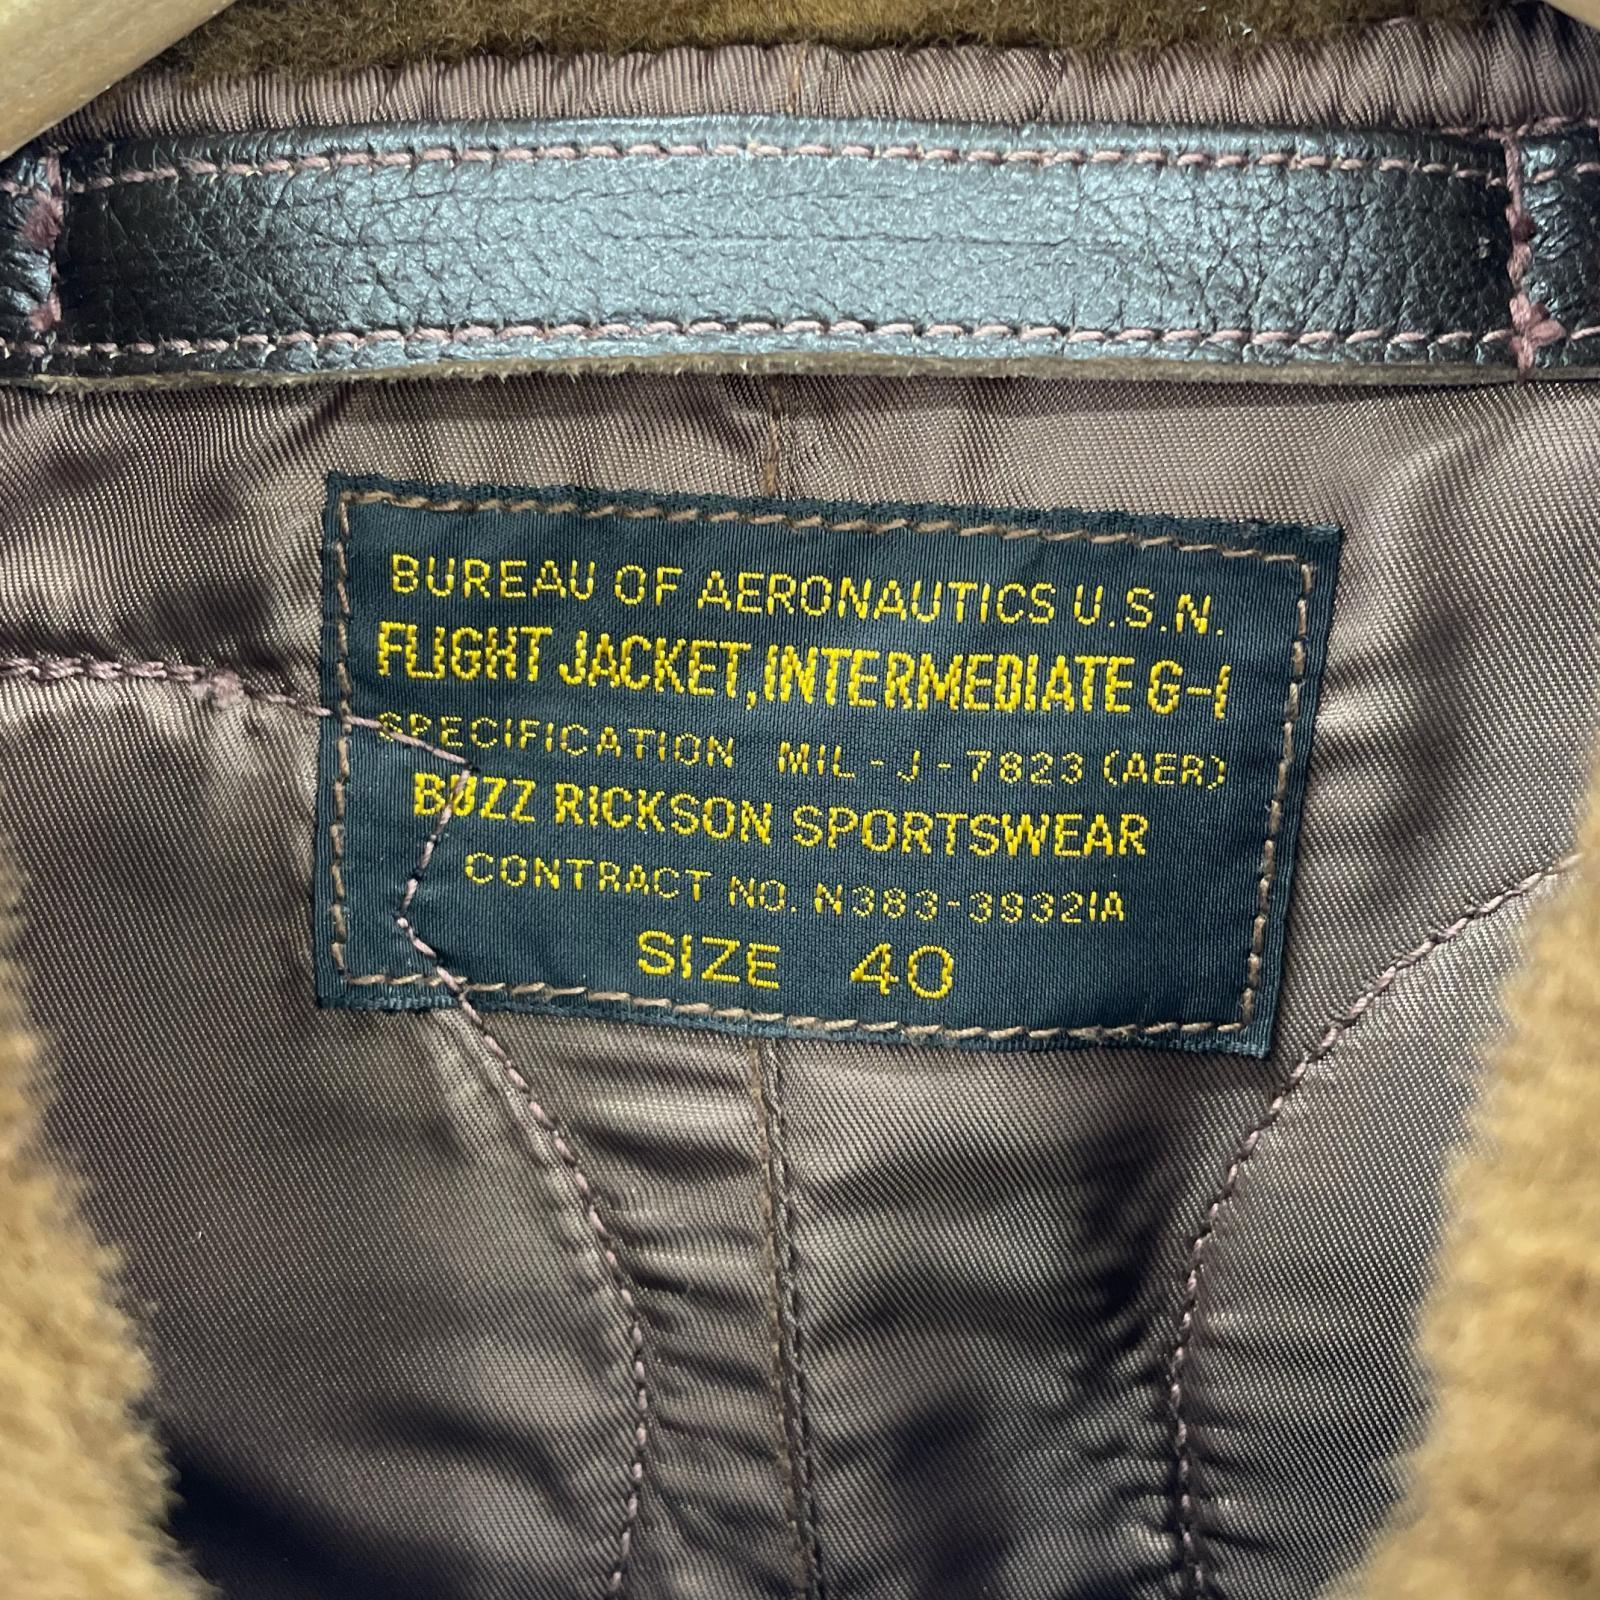 BUREAU OF AERONAUTICS U.S.N.
FLIGHT JACKET, INTERMEDIATE G-1
SPECIFICATION MIL-J-7823 (AER)
BUZZ RICKSON SPORTSWEAR
CONTRACT NO. N383-39321A
SIZE 40